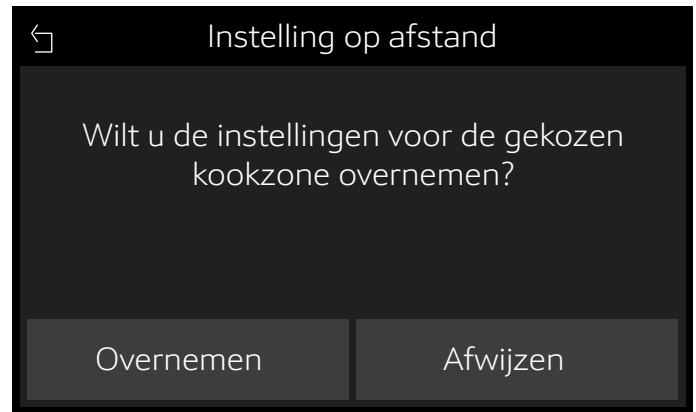 Instelling op afstand
Wilt u de instellingen voor de gekozen
kookzone overnemen?
Overnemen
Afwijzen